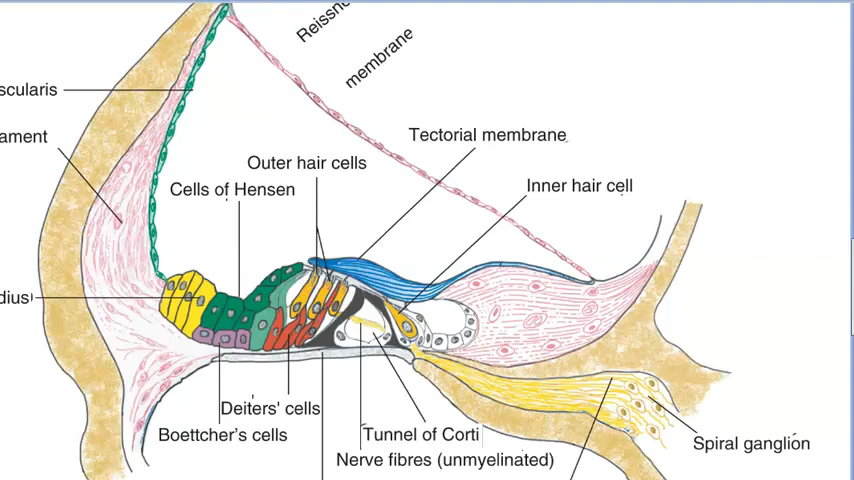 membrane
scularis
Tectorial membrane
ament
Outer hair cells
Inner hair cell
Cells of Hensen
dius)
Deiters' cells
Boettcher's cells
Tunnel of Corti
Spiral ganglion
Nerve fibres (unmyelinated)